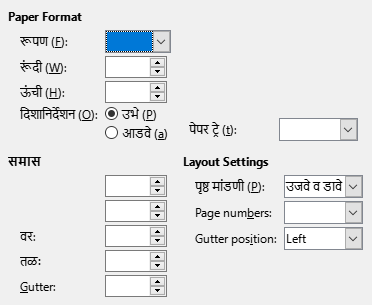 Paper Format
रूपण (F):
रूंदी (W):
ऊंची (H):
दिशानिर्देशन (O): उभे (P)
आडवे (a) पेपर ट्रे (t):
समास Layout Settings
पृष्ठ मांडणी (P): उजवे व डावे
Page numbers:
वर: Gutter position: Left
तळः
Gutter: